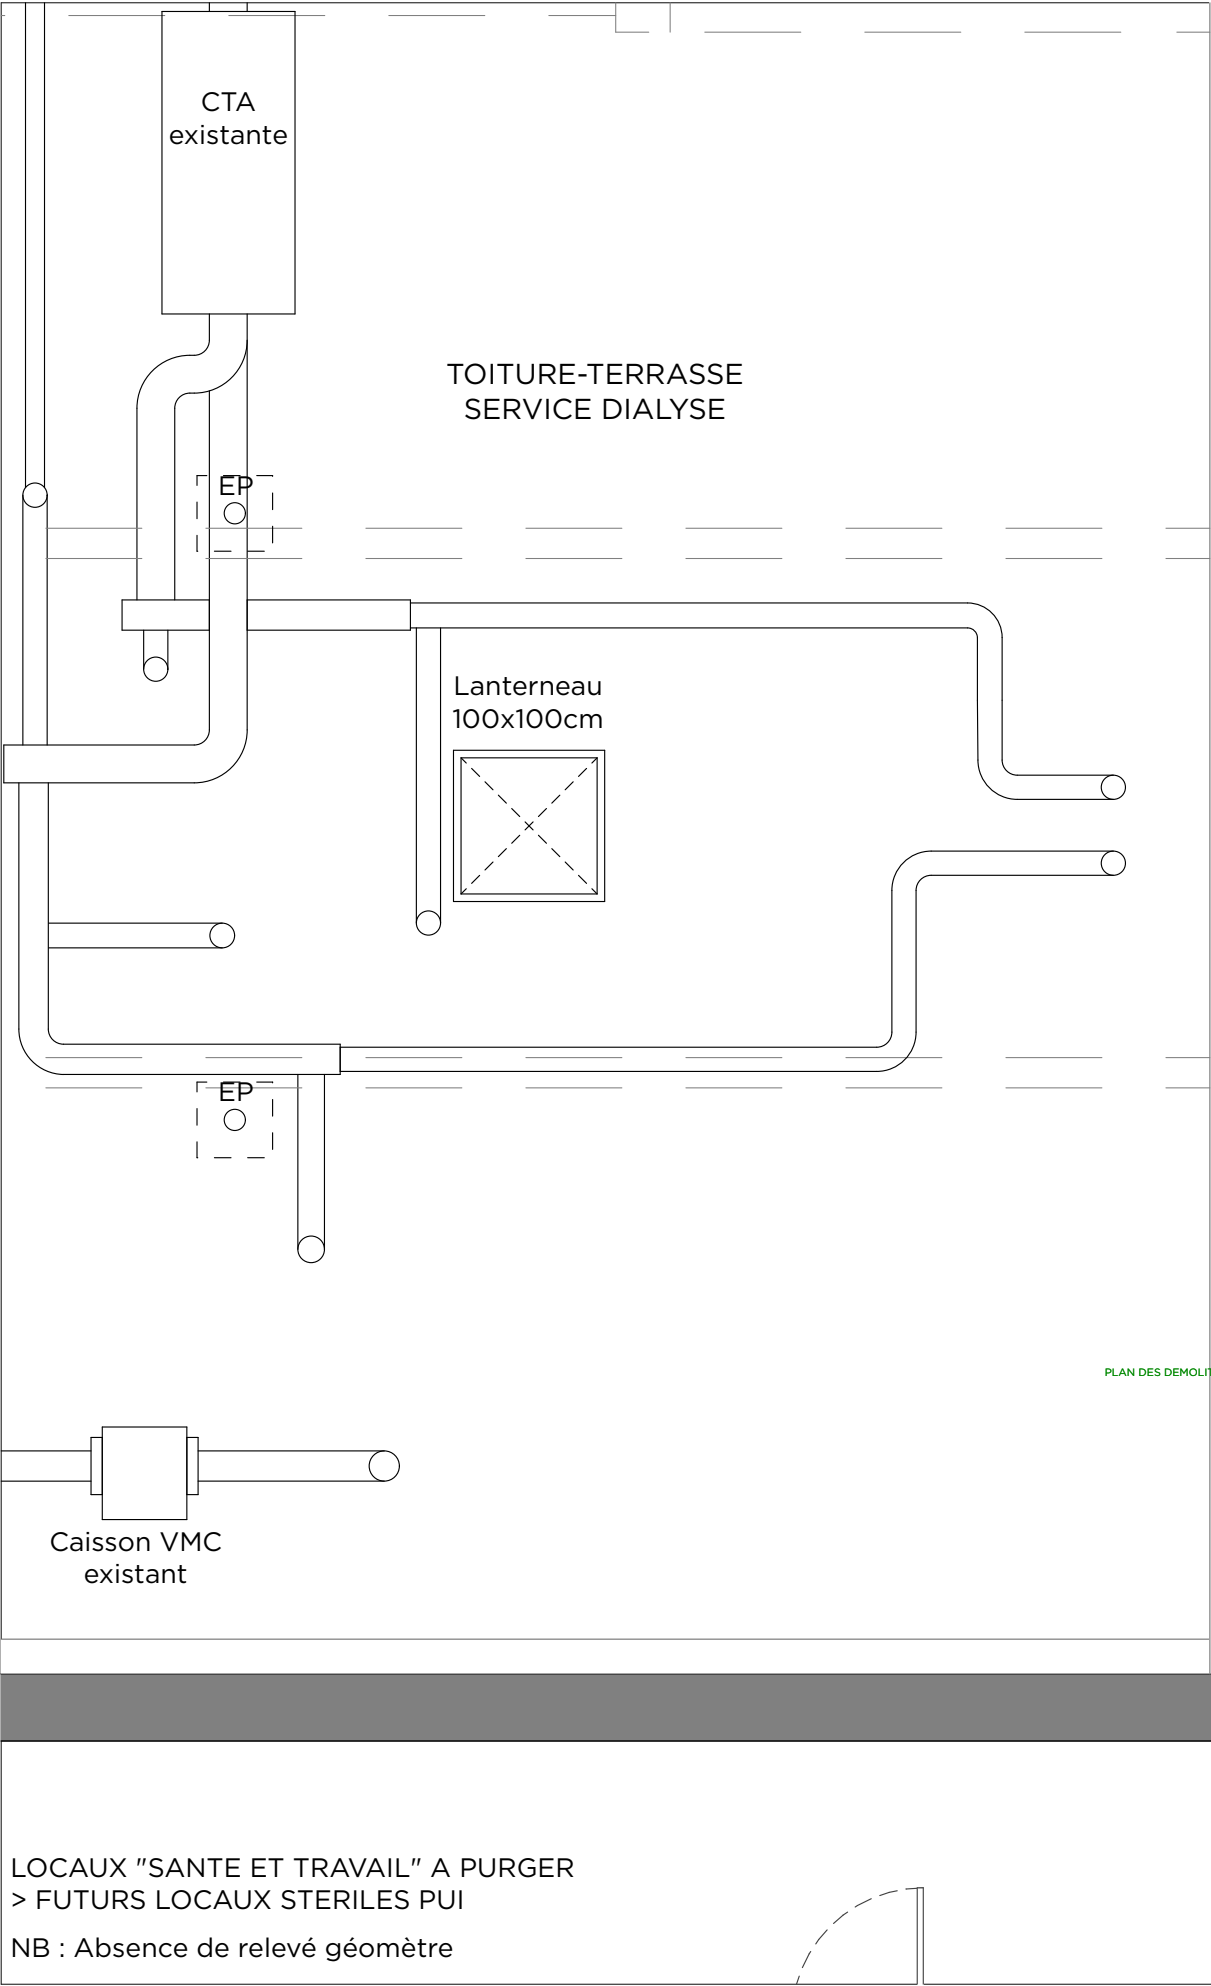 CTA
existante
TOITURE-TERRASSE
SERVICE DIALYSE
EP
Lanterneau
100x100cm
EP
PLAN DES DEMOLIT
Caisson VMC
existant
LOCAUX "SANTE ET TRAVAIL" A PURGER
> FUTURS LOCAUX STERILES PUI
NB : Absence de relevé géomètre